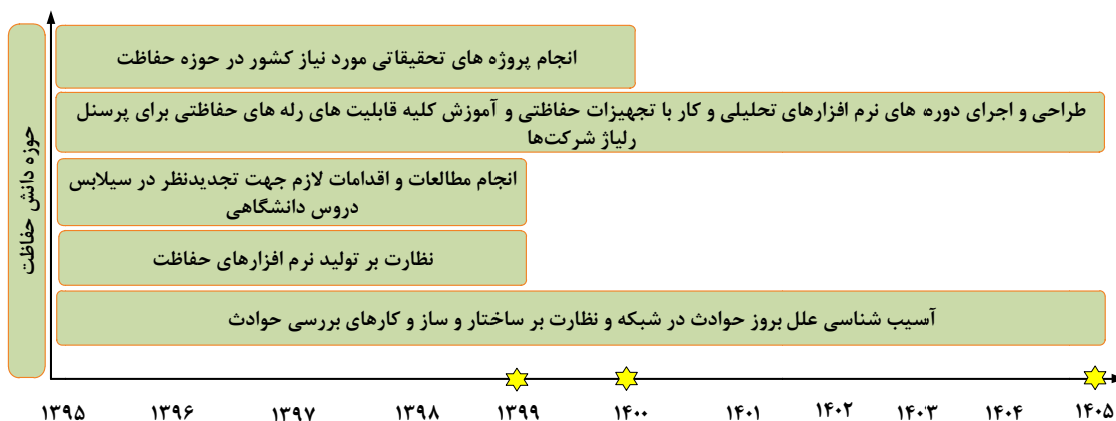 حوزه دانش حفاظت
انجام پروژه های تحقیقاتی مورد نیاز کشور در حوزه حفاظت
طراحی و اجرای دوره های نرم افزارهای تحلیلی و کار با تجهیزات حفاظتی و آموزش کلیه قابلیت های رله های حفاظتی برای پرسنل
رلیاژ شرکت‌ها
انجام مطالعات و اقدامات لازم جهت تجدیدنظر در سیلابس
دروس دانشگاهی
نظارت بر تولید نرم افزارهای حفاظت
آسیب شناسی علل بروز حوادث در شبکه و نظارت بر ساختار و ساز و کارهای بررسی حوادث
۱۳۹۵ ۱۳۹۶ ۱۳۹۷ ۱۳۹۸ ۱۳۹۹ ۱۴۰۰ ۱۴۰۱ ۱۴۰۲ ۱۴۰۳ ۱۴۰۴ ۱۴۰۵